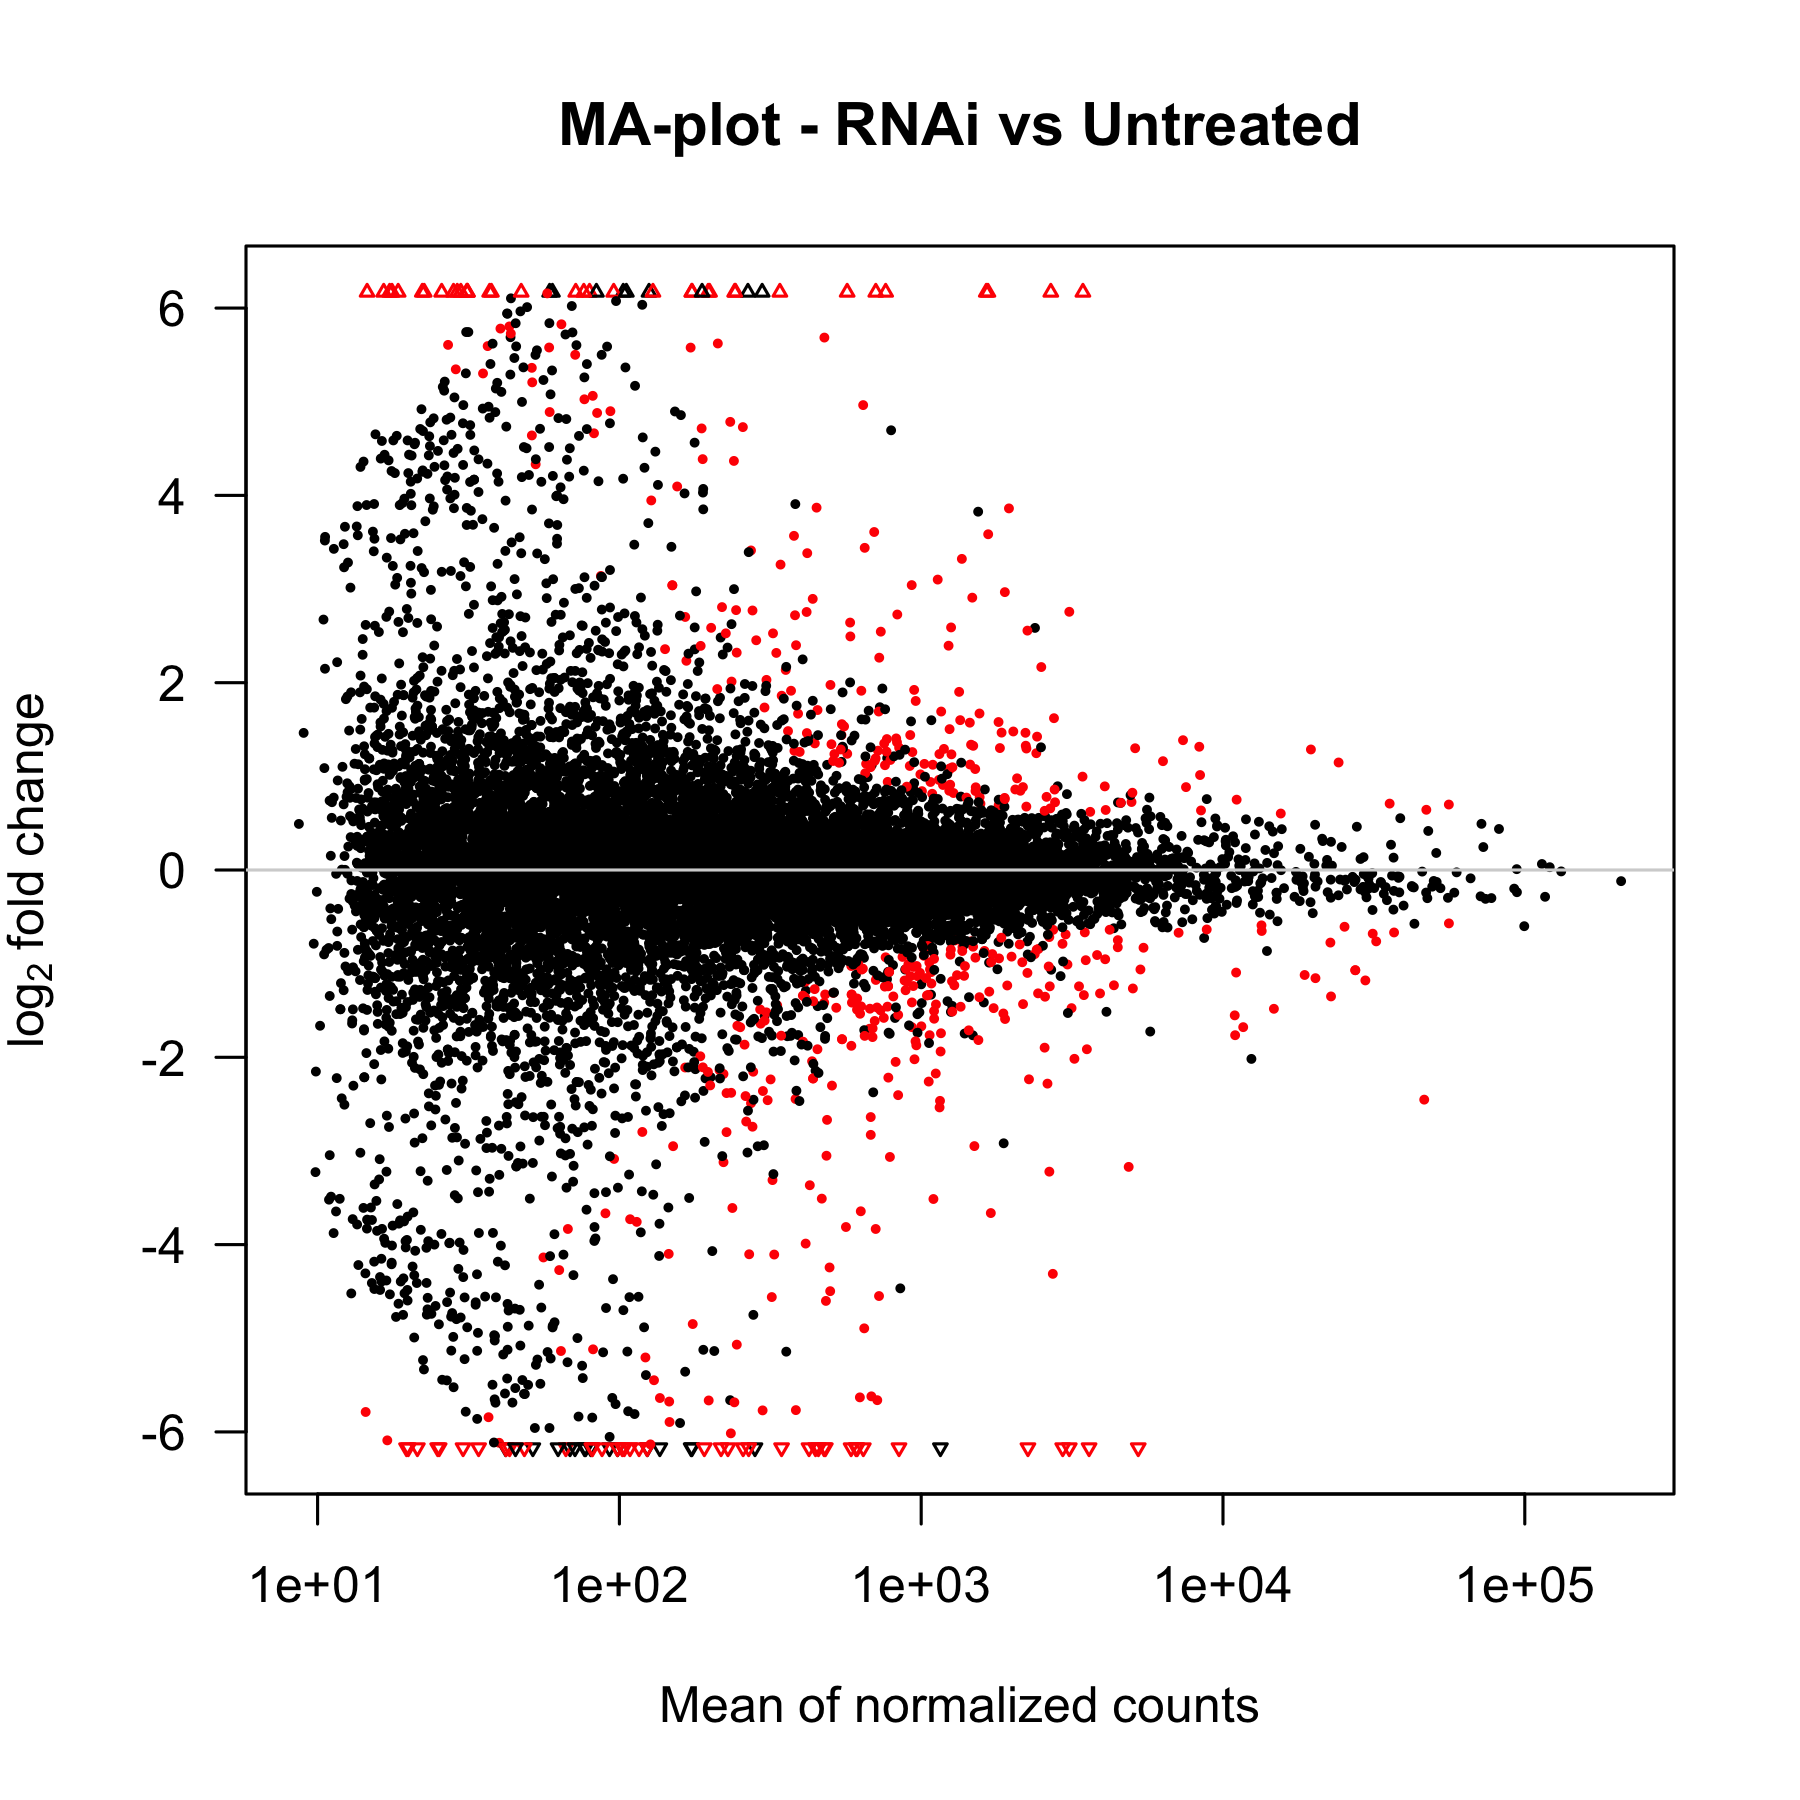 MA-plot - RNAi vs Untreated
log2 fold change
6
4
2
0
-2
-4
-6
1e+01 1e+02 1e+03 1e+04 1e+05
Mean of normalized counts